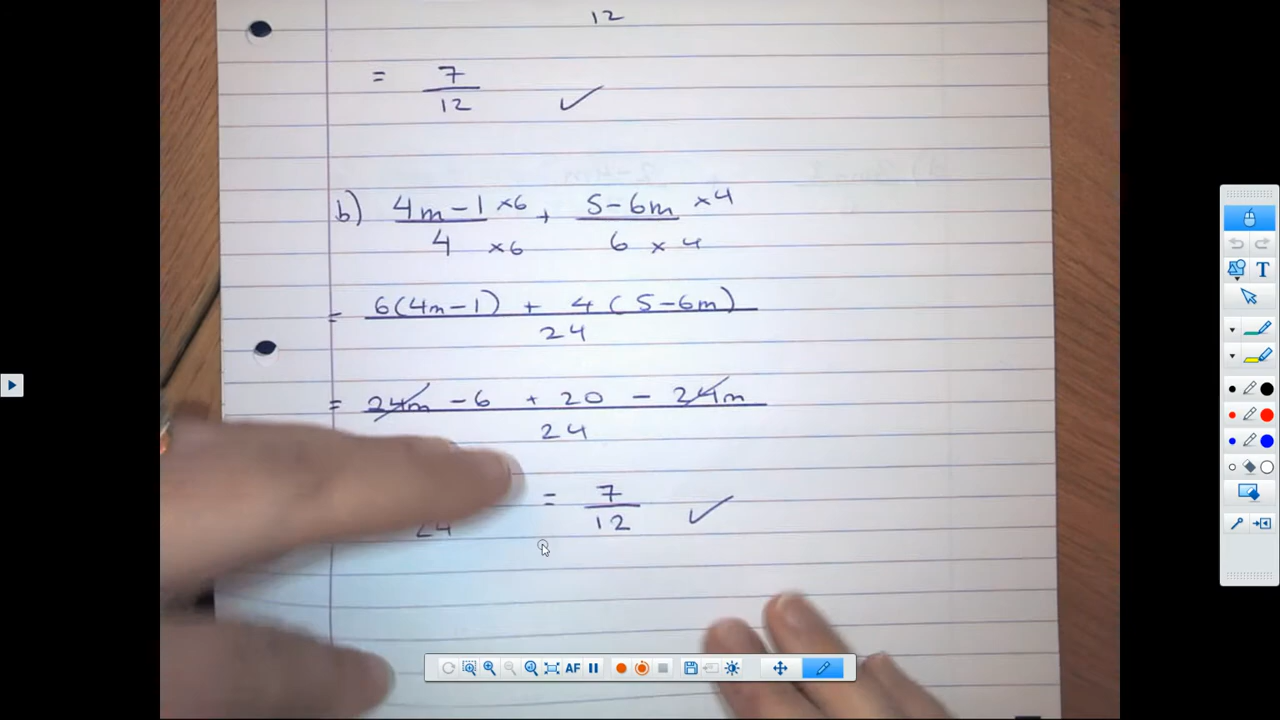 12
= 7/12 ✓
b) 4m-1 ×6 / 4 ×6 + 5-6m ×4 / 6 ×4
= 6(4m-1) + 4(5-6m) / 24
= 24m -6 + 20 - 24m / 24
24 = 7/12 ✓
T
AF